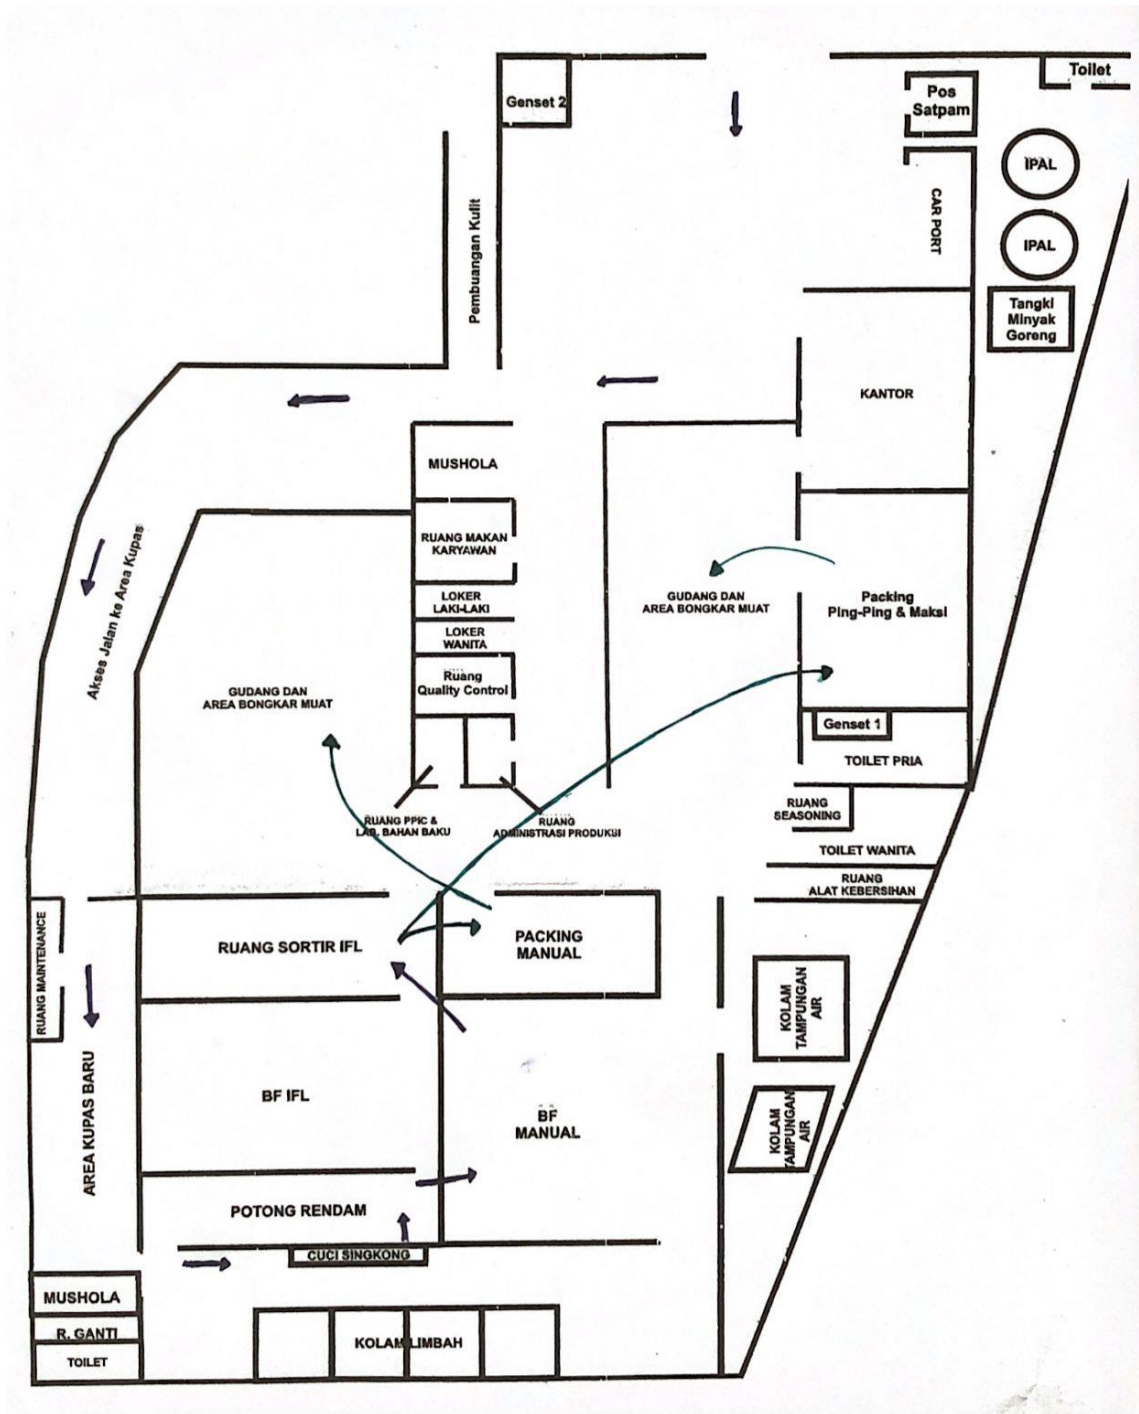 Genset 2
Toilet
Pos
Satpam
IPAL
CAR PORT
IPAL
Pembuangan Kulit
Tangki
Minyak
Goreng
KANTOR
MUSHOLA
RUANG MAKAN
KARYAWAN
Akses Jalan ke Area Kupas
LOKER
LAKI-LAKI
LOKER
WANITA
GUDANG DAN
AREA BONGKAR MUAT
Packing
Ping-Ping & Maksi
Ruang
Quality Control
GUDANG DAN
AREA BONGKAR MUAT
Genset 1
TOILET PRIA
RUANG
SEASONING
RUANG PPIC &
LAB. BAHAN BAKU
RUANG
ADMINISTRASI PRODUKSI
TOILET WANITA
RUANG
ALAT KEBERSIHAN
RUANG MAINTENANCE
RUANG SORTIR IFL
PACKING
MANUAL
KOLAM
TAMPUNGAN
AIR
AREA KUPAS BARU
BF IFL
BF
MANUAL
KOLAM
TAMPUNGAN
AIR
POTONG RENDAM
CUCI SINGKONG
MUSHOLA
R. GANTI
TOILET
KOLAM LIMBAH